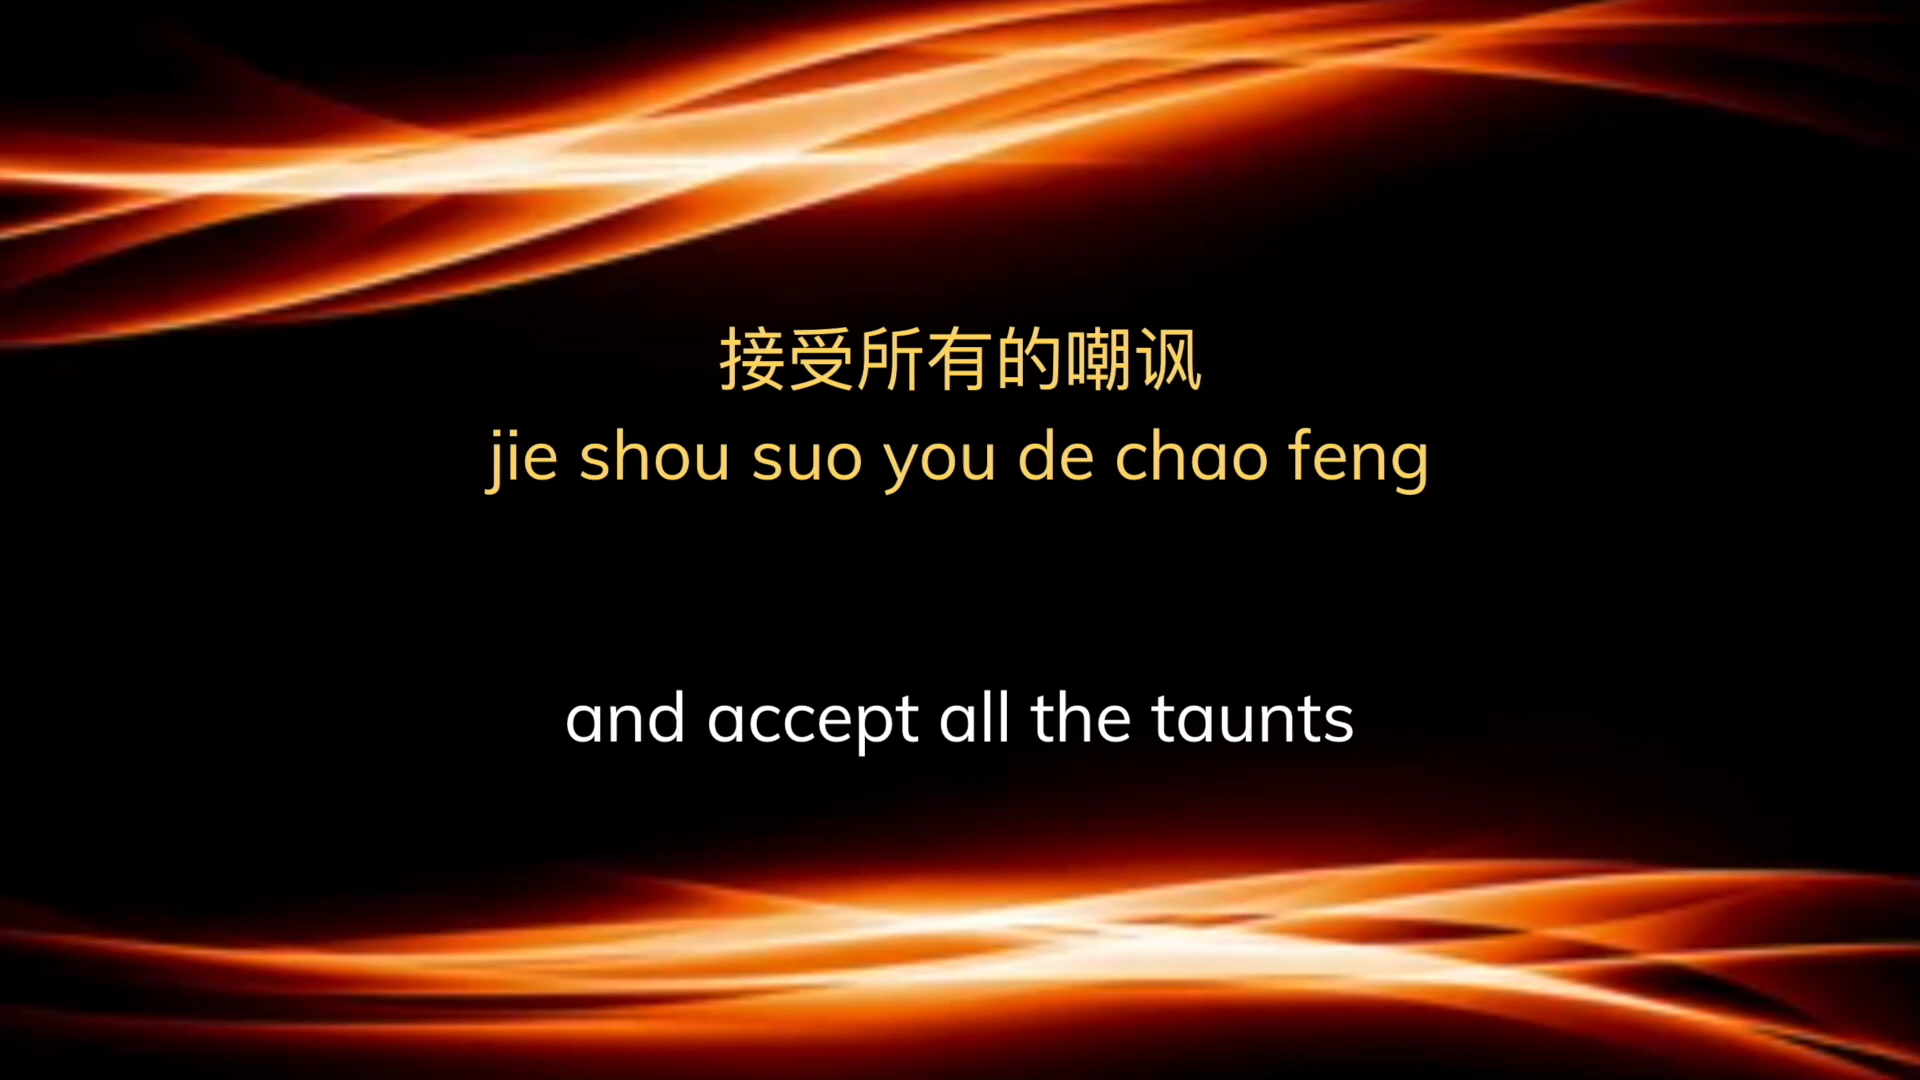 接受所有的嘲讽
jie shou suo you de chao feng
and accept all the taunts